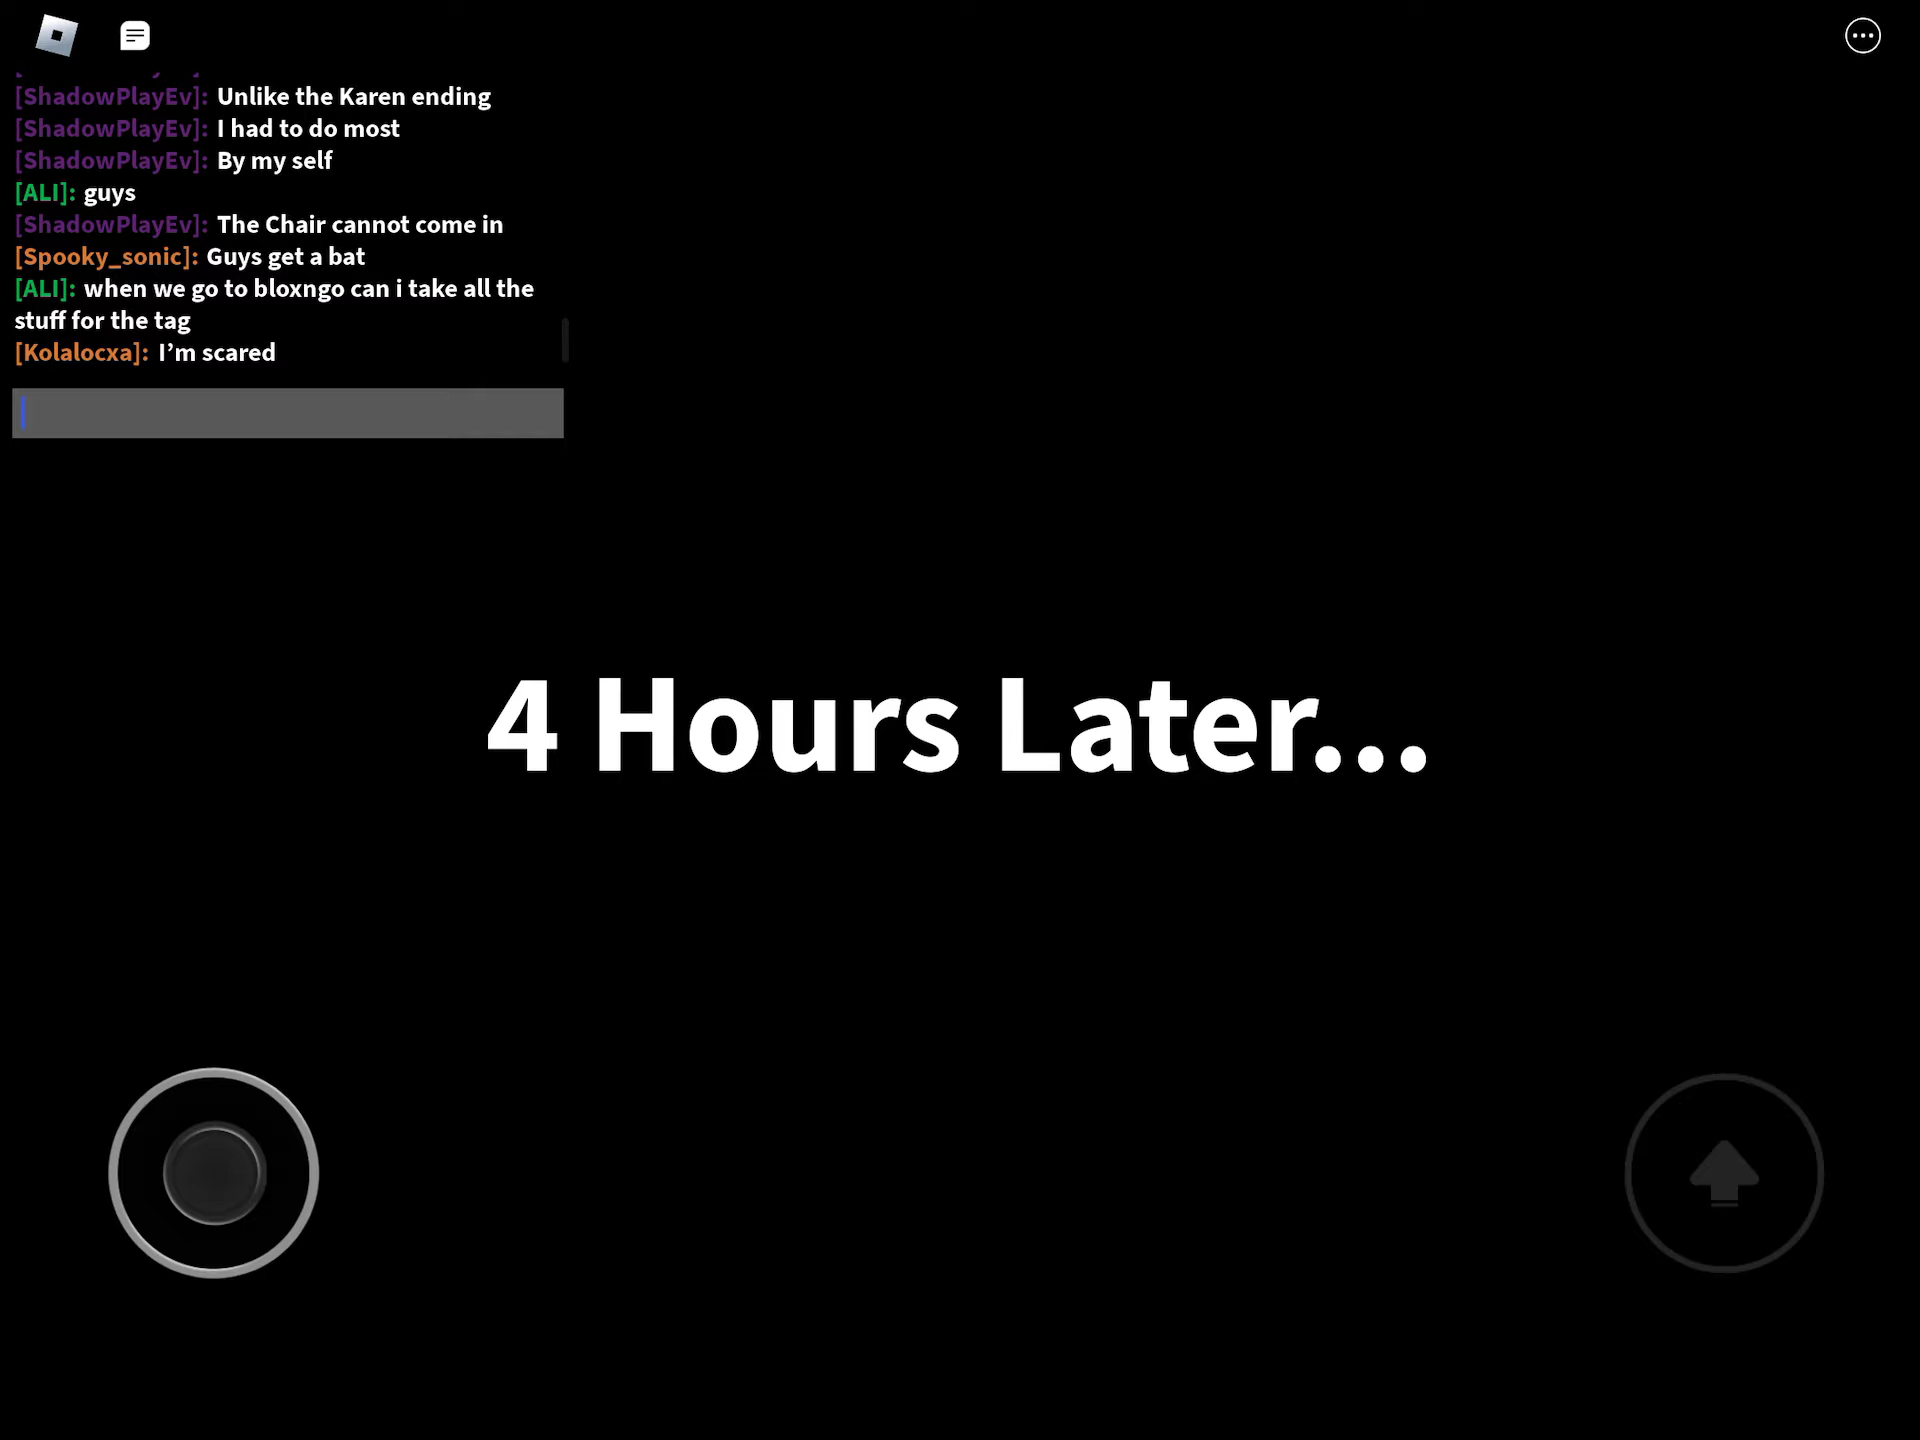 [ShadowPlayEv]: Unlike the Karen ending
[ShadowPlayEv]: I had to do most
[ShadowPlayEv]: By my self
[ALI]: guys
[ShadowPlayEv]: The Chair cannot come in
[Spooky_sonic]: Guys get a bat
[ALI]: when we go to bloxngo can i take all the
stuff for the tag
[Kolalocxa]: I’m scared
4 Hours Later...